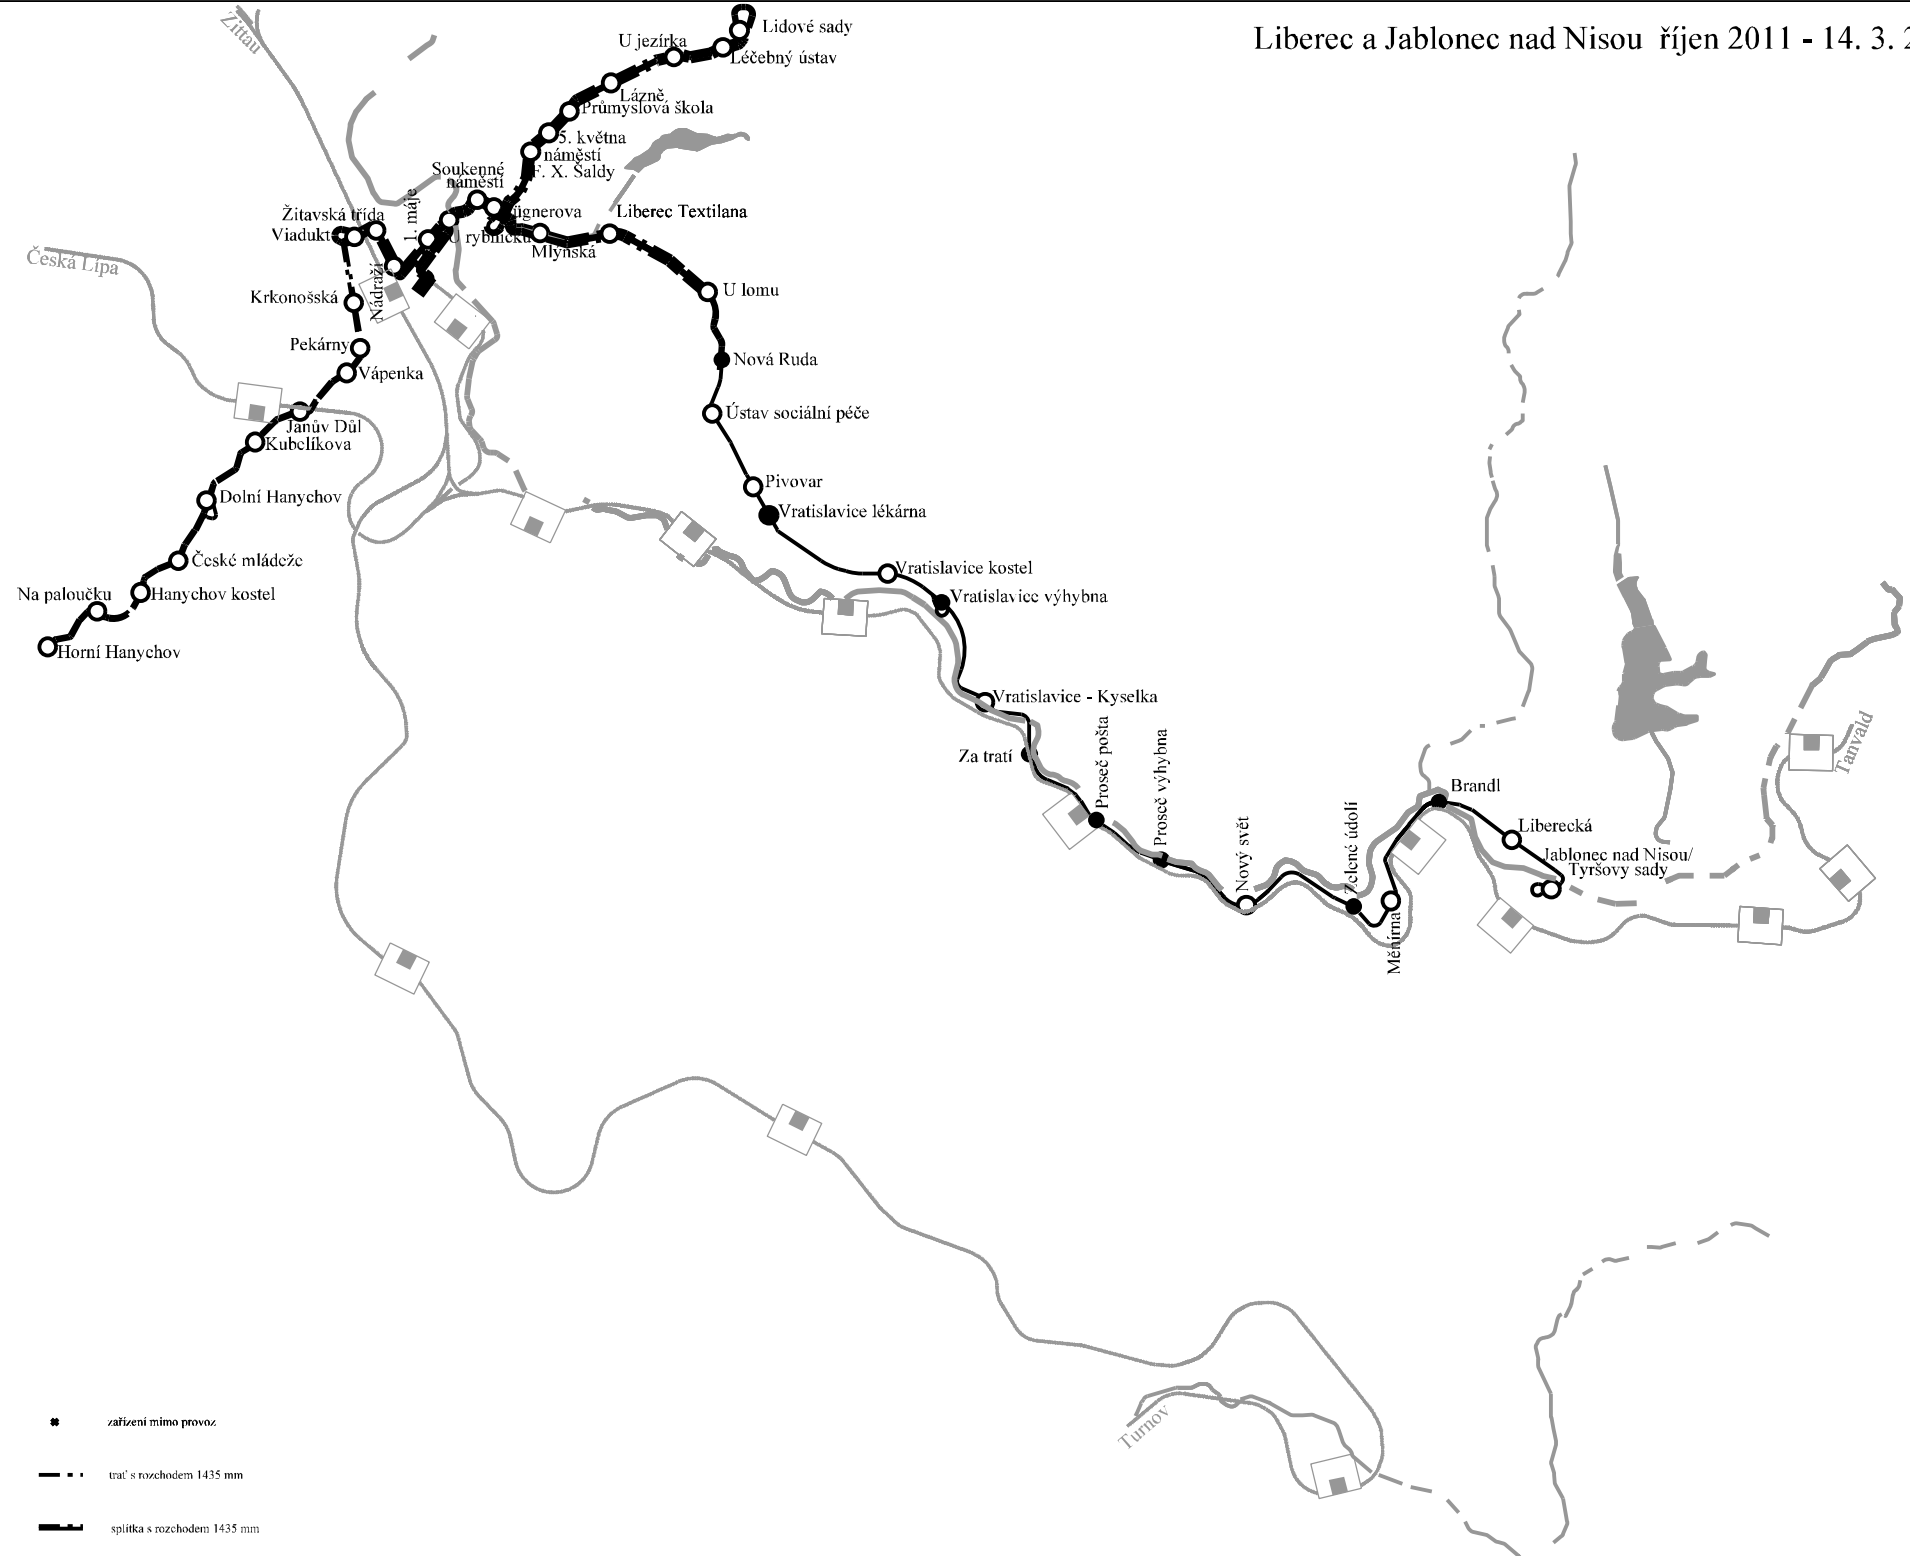 Liberec a Jablonec nad Nisou říjen 2011 - 14. 3. 2
Zittau
Lidové sady
U jezírka
Léčebný ústav
Lázně
Průmyslová škola
5. května
náměstí
F. X. Šaldy
Soukenné
náměstí
1. máje
Žitavská třída
Viadukt
U rybníčku
Mlýnská
Liberec Textilana
Česká Lípa
Nádraží
Krkonošská
U lomu
Pekárny
Nová Ruda
Vápenka
Ústav sociální péče
Janův Důl
Kubelíkova
Pivovar
Dolní Hanychov
Vratislavice lékárna
České mládeže
Vratislavice kostel
Na paloučku
Hanychov kostel
Vratislavice výhybna
Horní Hanychov
Vratislavice - Kyselka
Za tratí
Proseč pošta
Proseč výhybna
Tanvald
Brandl
Nový svět
Zelené údolí
Liberecká
Jablonec nad Nisou/
Tyršovy sady
Měnírna
Turnov
zařízení mimo provoz
trať s rozchodem 1435 mm
splítka s rozchodem 1435 mm